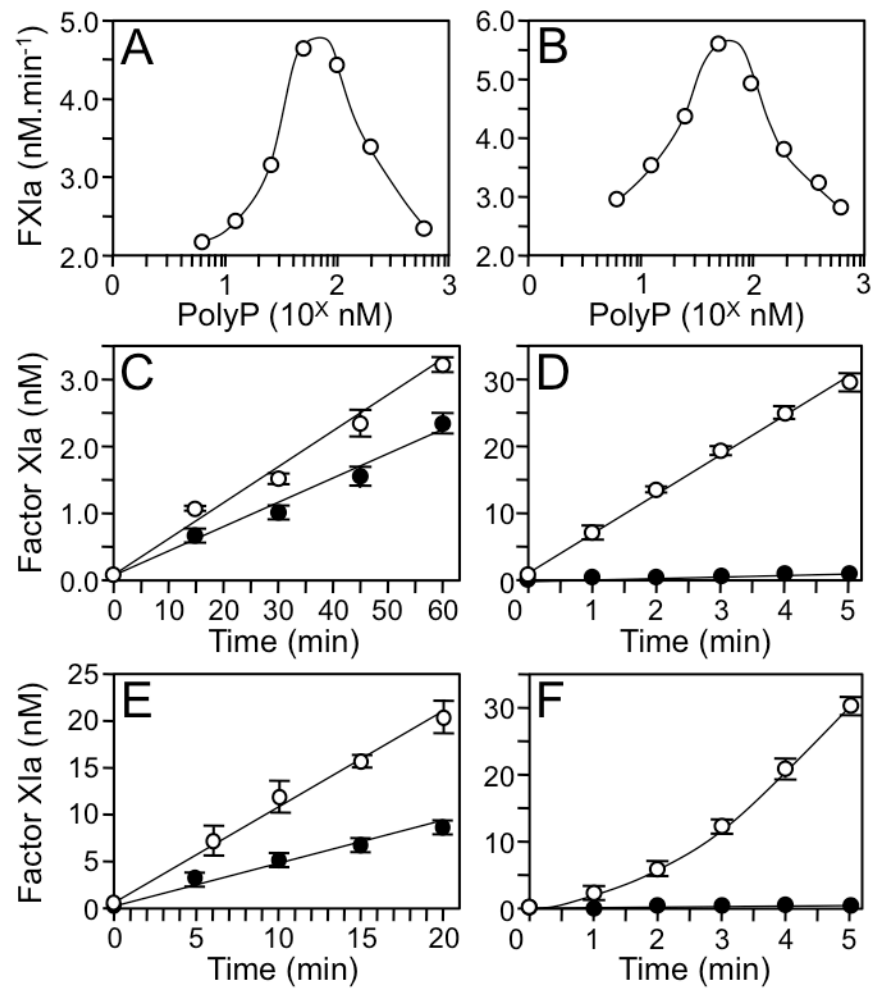 A
FXIa (nM.min-1)
5.0
4.0
3.0
2.0
0 1 2 3
PolyP (10X nM)
B
6.0
5.0
4.0
3.0
2.0
0 1 2 3
PolyP (10X nM)
C
Factor XIa (nM)
3.0
2.0
1.0
0.0
0 10 20 30 40 50 60
Time (min)
D
30
20
10
0
0 1 2 3 4 5
Time (min)
E
Factor XIa (nM)
25
20
15
10
5
0
0 5 10 15 20
Time (min)
F
30
20
10
0
0 1 2 3 4 5
Time (min)